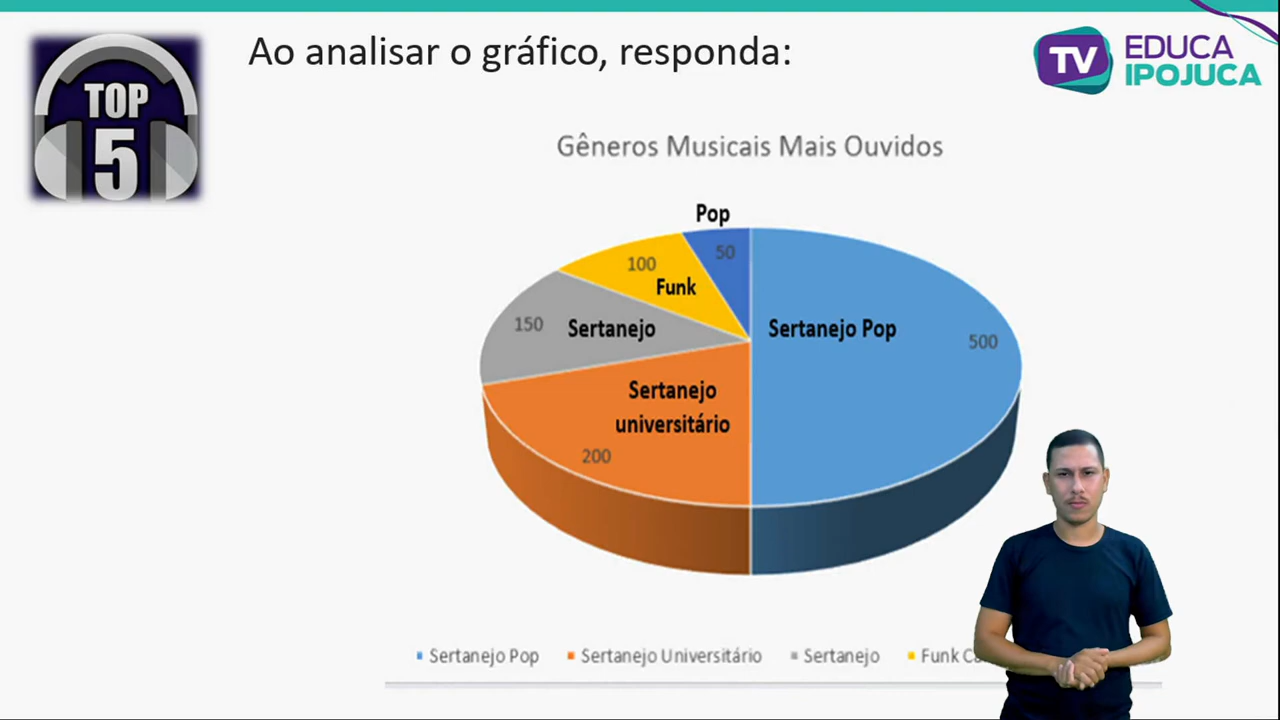 Ao analisar o gráfico, responda:
TOP
5
TV
EDUCA
IPOJUCA
Gêneros Musicais Mais Ouvidos
Pop
50
100
Funk
150
Sertanejo
Sertanejo Pop
500
Sertanejo
universitário
200
Sertanejo Pop
Sertanejo Universitário
Sertanejo
Funk